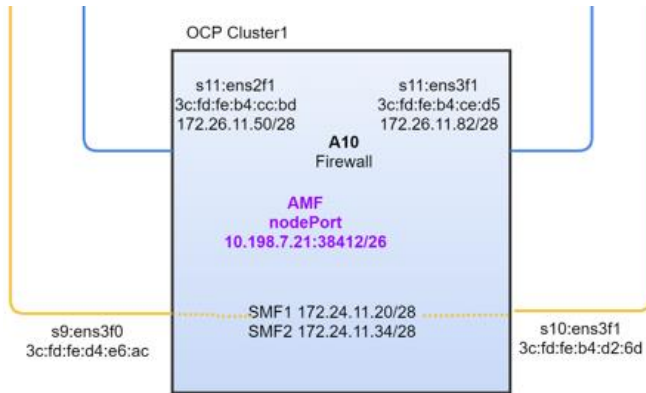 OCP Cluster1
s11:ens2f1
3c:fd:fe:b4:cc:bd
172.26.11.50/28
s11:ens3f1
3c:fd:fe:b4:ce:d5
172.26.11.82/28
A10
Firewall
AMF
nodePort
10.198.7.21:38412/26
SMF1 172.24.11.20/28
SMF2 172.24.11.34/28
s9:ens3f0
3c:fd:fe:d4:e6:ac
s10:ens3f1
3c:fd:fe:b4:d2:6d